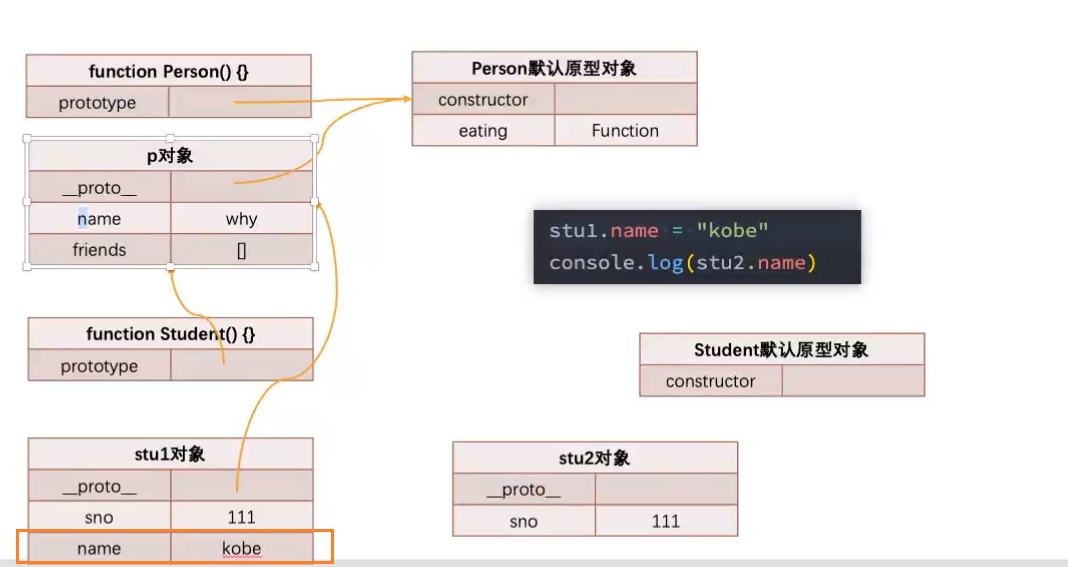 function Person() {}
prototype
Person默认原型对象
constructor
eating Function
p对象
__proto__
name why
friends []
stu1.name = "kobe"
console.log(stu2.name)
function Student() {}
prototype
Student默认原型对象
constructor
stu1对象
__proto__
sno 111
name kobe
stu2对象
__proto__
sno 111